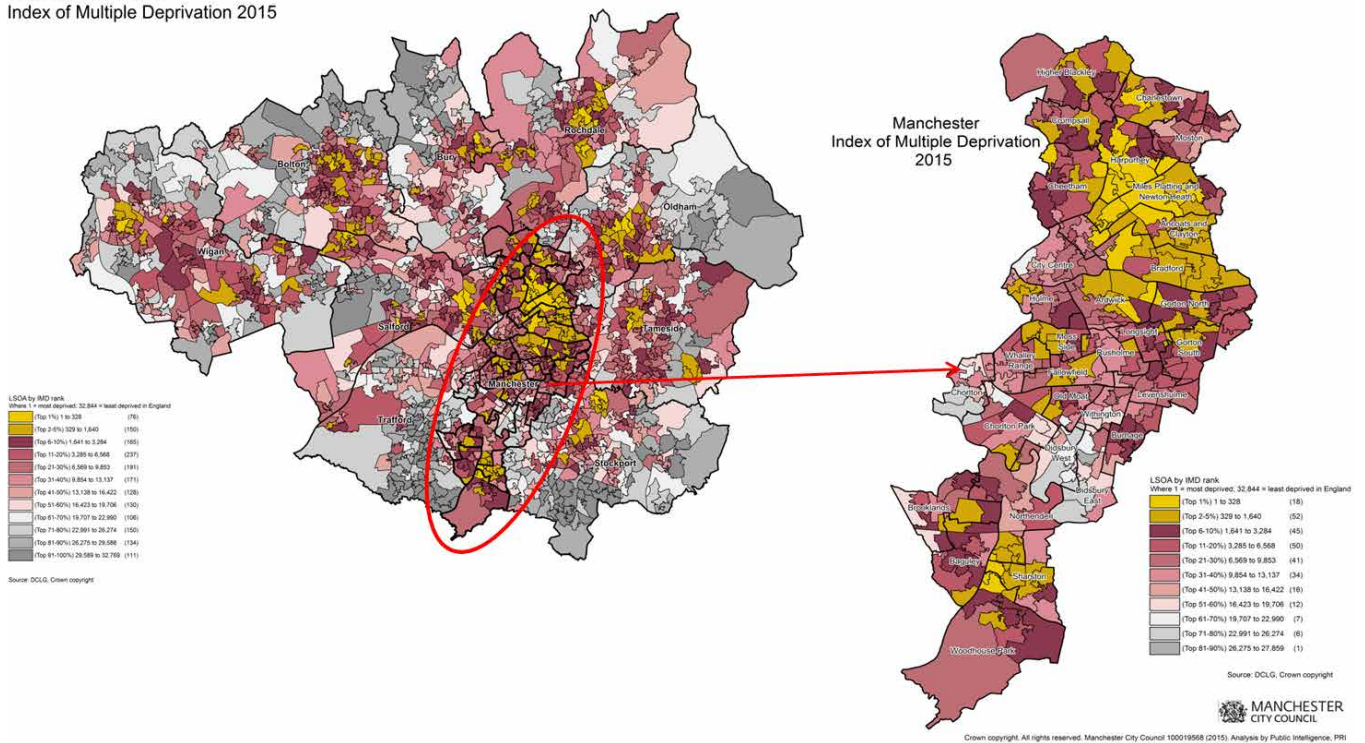 Index of Multiple Deprivation 2015
Rochdale
Bolton
Bury
Oldham
Wigan
Salford
Tameside
Manchester
Trafford
Stockport
LSOA by IMD rank
Where 1 = most deprived; 32,844 = least deprived in England
(Top 1%) 1 to 328 (76)
(Top 2-5%) 329 to 1,640 (150)
(Top 6-10%) 1,641 to 3,284 (165)
(Top 11-20%) 3,285 to 6,568 (237)
(Top 21-30%) 6,569 to 9,853 (191)
(Top 31-40%) 9,854 to 13,137 (171)
(Top 41-50%) 13,138 to 16,422 (128)
(Top 51-60%) 16,423 to 19,706 (130)
(Top 61-70%) 19,707 to 22,990 (106)
(Top 71-80%) 22,991 to 26,274 (150)
(Top 81-90%) 26,275 to 29,586 (134)
(Top 91-100%) 29,589 to 32,769 (111)
Source: DCLG, Crown copyright
Manchester
Index of Multiple Deprivation
2015
Higher Blackley
Charlestown
Crumpsall
Moston
Harpurhey
Cheetham
Miles Platting and
Newton Heath
Ancoats and
Clayton
City Centre
Bradford
Hulme
Ardwick
Gorton North
Longsight
Moss
Side
Gorton
South
Whalley
Range
Rusholme
Fallowfield
Chorlton
Old Moat
Levenshulme
Withington
Chorlton Park
Burnage
Didsbury
West
Didsbury
East
Brooklands
Northenden
Baguley
Sharston
Woodhouse Park
LSOA by IMD rank
Where 1 = most deprived; 32,844 = least deprived in England
(Top 1%) 1 to 328 (18)
(Top 2-5%) 329 to 1,640 (52)
(Top 6-10%) 1,641 to 3,284 (45)
(Top 11-20%) 3,285 to 6,568 (50)
(Top 21-30%) 6,569 to 9,853 (41)
(Top 31-40%) 9,854 to 13,137 (34)
(Top 41-50%) 13,138 to 16,422 (16)
(Top 51-60%) 16,423 to 19,706 (12)
(Top 61-70%) 19,707 to 22,990 (7)
(Top 71-80%) 22,991 to 26,274 (6)
(Top 81-90%) 26,275 to 27,859 (1)
Source: DCLG, Crown copyright
MANCHESTER
CITY COUNCIL
Crown copyright. All rights reserved. Manchester City Council 100019568 (2015). Analysis by Public Intelligence, PRI